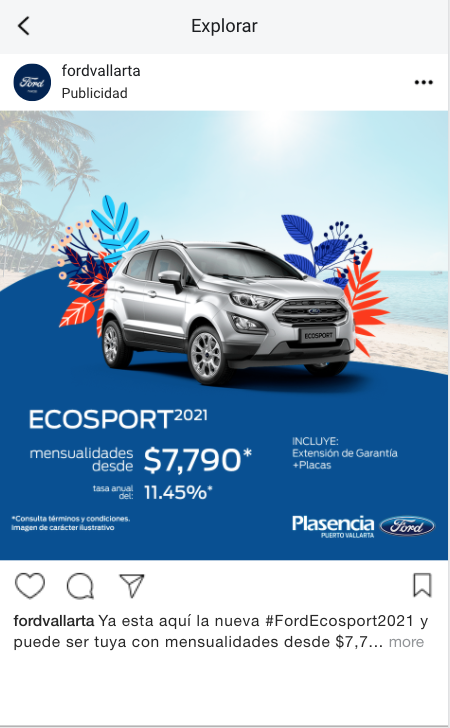 Explorar
fordvallarta
Publicidad
ECOSPORT
ECOSPORT2021
mensualidades
desde $7,790*
tasa anual
del: 11.45%*
INCLUYE:
Extensión de Garantía
+Placas
*Consulta términos y condiciones.
Imagen de carácter ilustrativo
Plasencia Ford
PUERTO VALLARTA
fordvallarta Ya esta aquí la nueva #FordEcosport2021 y
puede ser tuya con mensualidades desde $7,7... more